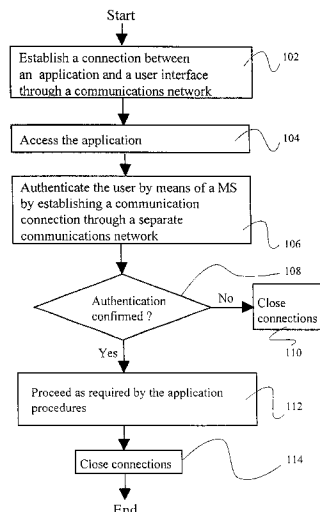 Start
Establish a connection between
an application and a user interface
through a communications network
102
Access the application
104
Authenticate the user by means of a MS
by establishing a communication
connection through a separate
communications network
106
108
Authentication
confirmed ?
No
Close
connections
110
Yes
Proceed as required by the application
procedures
112
Close connections
114
End